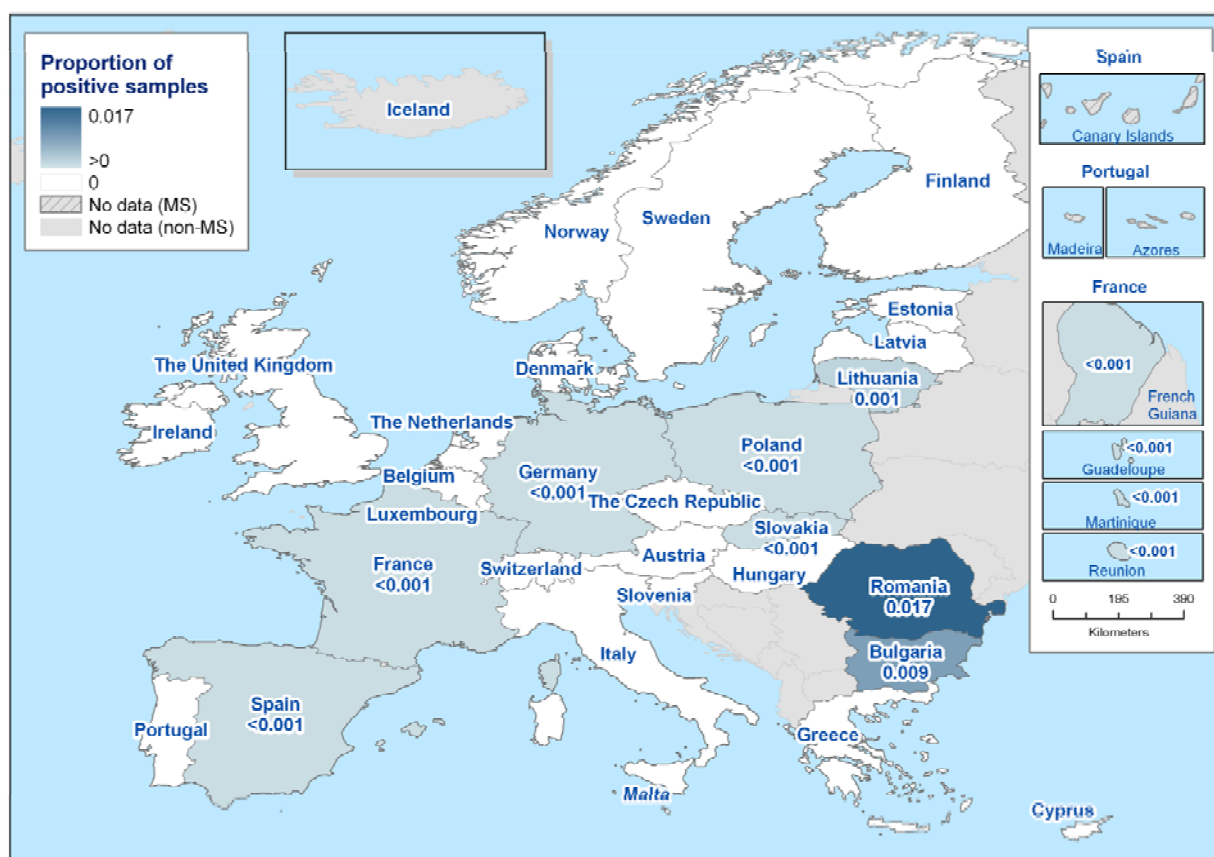 Proportion of
positive samples
0.017
>0
0
No data (MS)
No data (non-MS)
Iceland
Spain
Canary Islands
Portugal
Madeira
Azores
France
<0.001
French
Guiana
<0.001
Guadeloupe
<0.001
Martinique
<0.001
Reunion
0 195 390
Kilometers
Finland
Sweden
Norway
Estonia
Latvia
Lithuania
0.001
The United Kingdom
Denmark
Ireland
The Netherlands
Belgium
Luxembourg
Germany
<0.001
Poland
<0.001
The Czech Republic
Slovakia
<0.001
Austria
France
<0.001
Switzerland
Hungary
Slovenia
Romania
0.017
Bulgaria
0.009
Italy
Spain
<0.001
Portugal
Greece
Malta
Cyprus